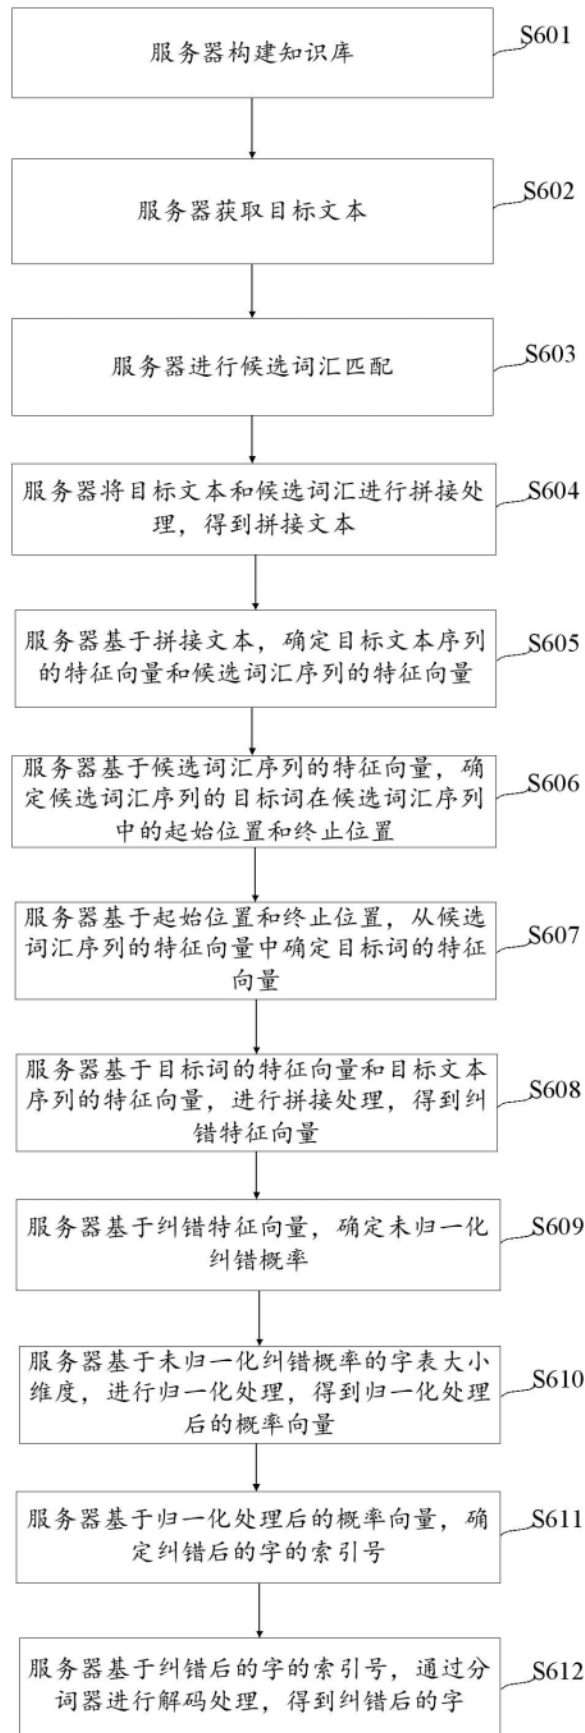 S601
服务器构建知识库
S602
服务器获取目标文本
S603
服务器进行候选词汇匹配
S604
服务器将目标文本和候选词汇进行拼接处
理，得到拼接文本
S605
服务器基于拼接文本，确定目标文本序列
的特征向量和候选词汇序列的特征向量
S606
服务器基于候选词汇序列的特征向量，确
定候选词汇序列的目标词在候选词汇序列
中的起始位置和终止位置
S607
服务器基于起始位置和终止位置，从候选
词汇序列的特征向量中确定目标词的特征
向量
S608
服务器基于目标词的特征向量和目标文本
序列的特征向量，进行拼接处理，得到纠
错特征向量
S609
服务器基于纠错特征向量，确定未归一化
纠错概率
S610
服务器基于未归一化纠错概率的字表大小
维度，进行归一化处理，得到归一化处理
后的概率向量
S611
服务器基于归一化处理后的概率向量，确
定纠错后的字的索引号
S612
服务器基于纠错后的字的索引号，通过分
词器进行解码处理，得到纠错后的字